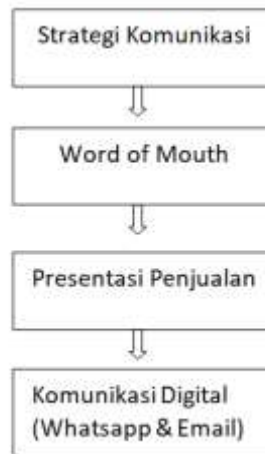 Strategi Komunikasi
Word of Mouth
Presentasi Penjualan
Komunikasi Digital
(Whatsapp & Email)